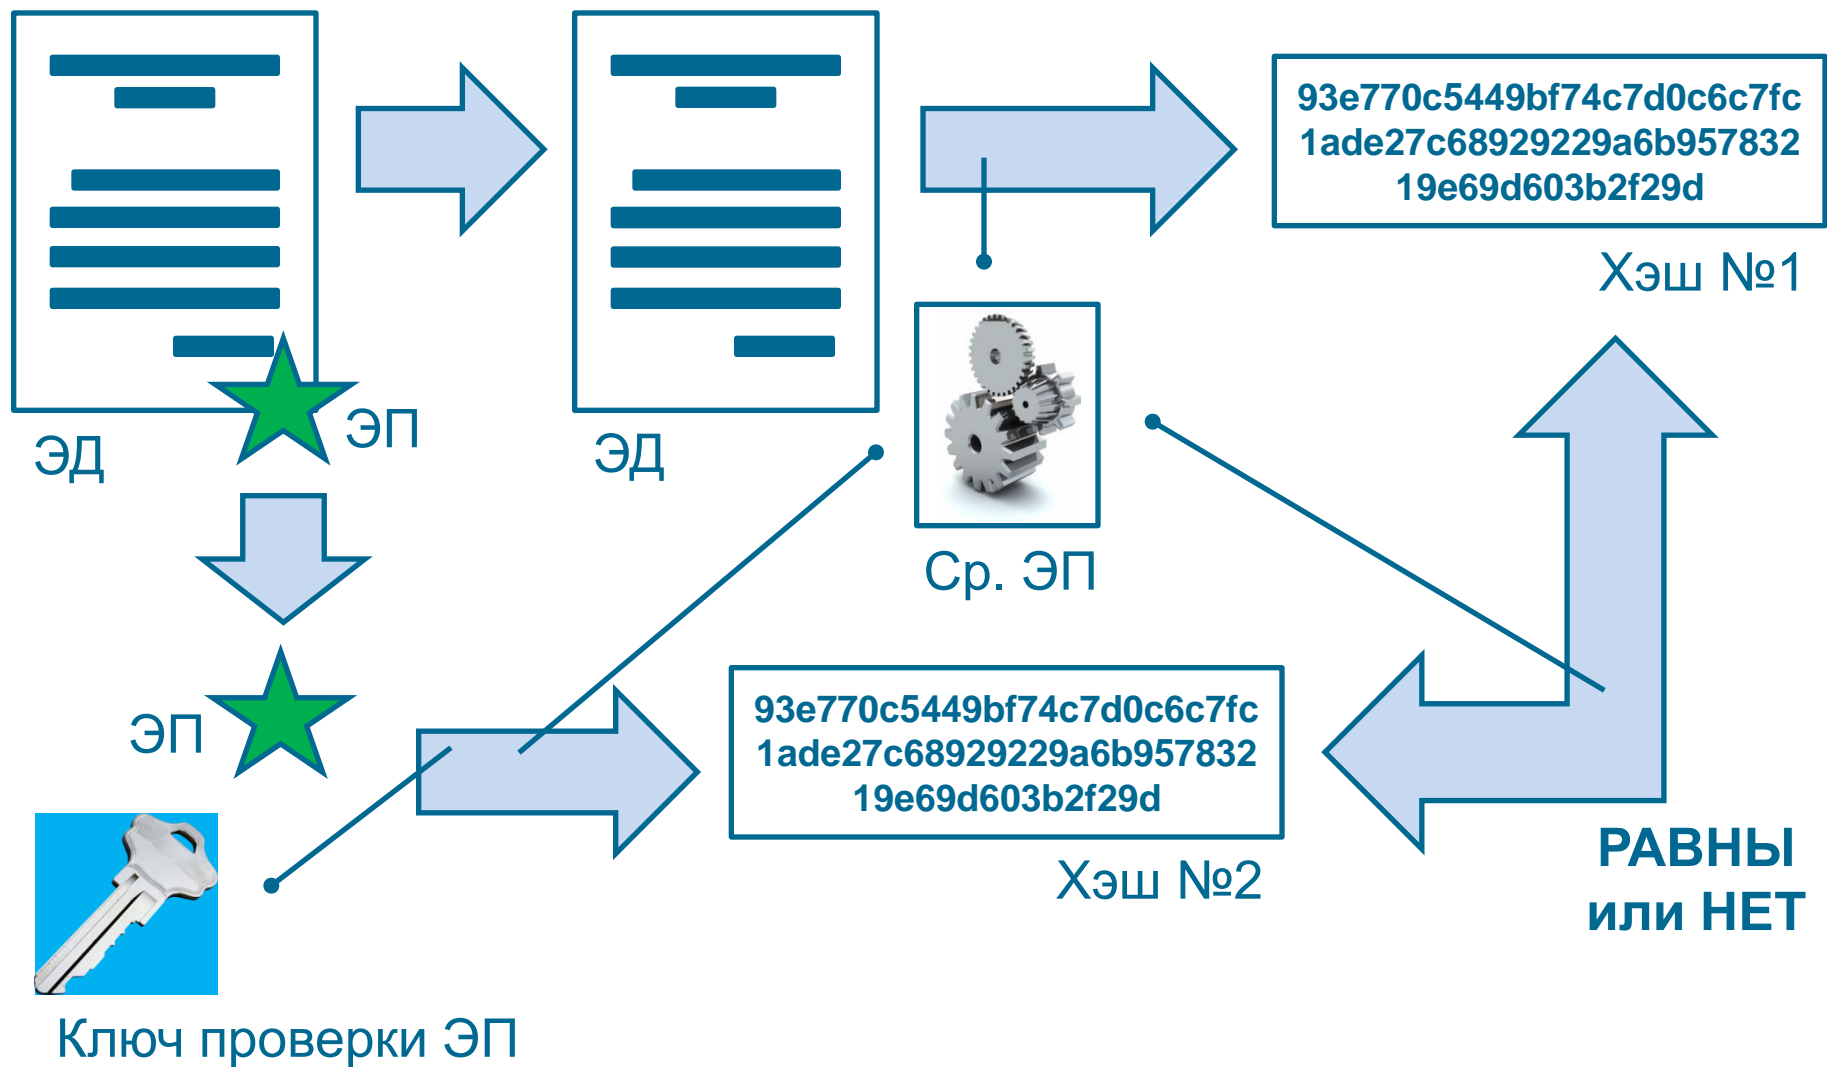 93e770c5449bf74c7d0c6c7fc
1ade27c68929229a6b957832
19e69d603b2f29d
Хэш №1
ЭП
ЭД
ЭД
Ср. ЭП
ЭП
93e770c5449bf74c7d0c6c7fc
1ade27c68929229a6b957832
19e69d603b2f29d
Хэш №2
РАВНЫ
или НЕТ
Ключ проверки ЭП